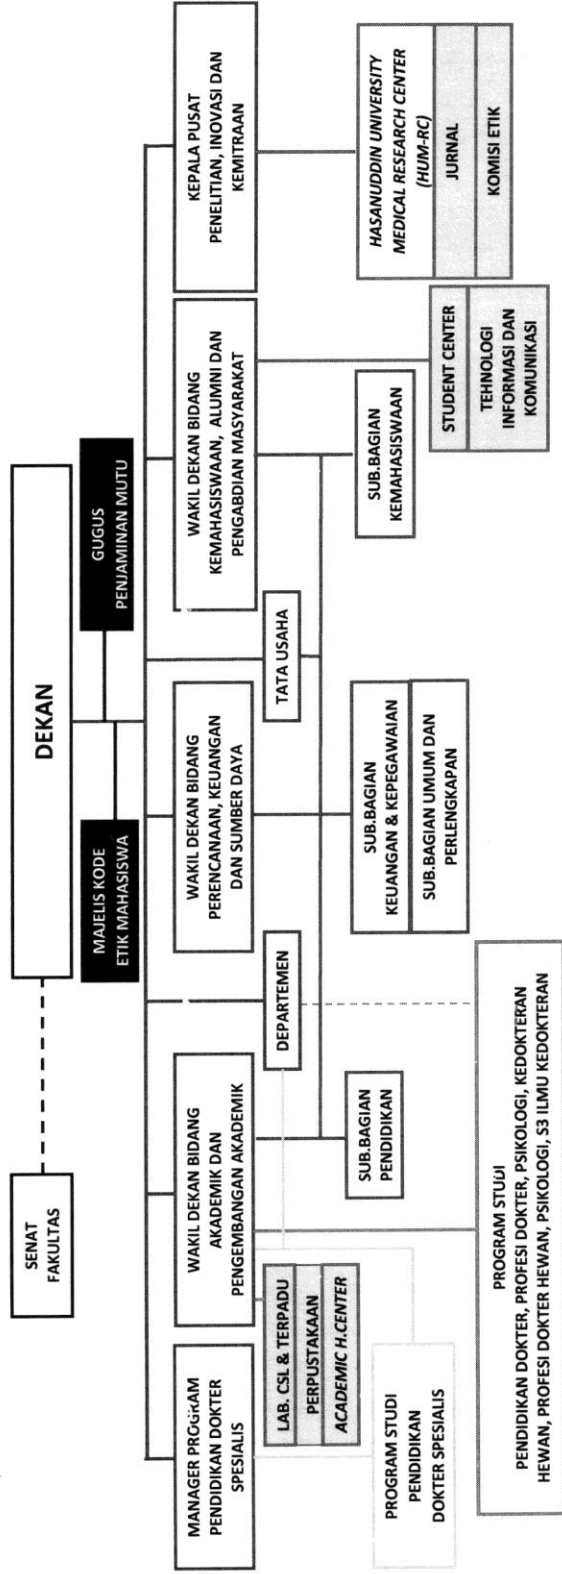 SENAT
FAKULTAS
DEKAN
MAJELIS KODE
ETIK MAHASISWA
GUGUS
PENJAMINAN MUTU
MANAGER PROGRAM
PENDIDIKAN DOKTER
SPESIALIS
WAKIL DEKAN BIDANG
AKADEMIK DAN
PENGEMBANGAN AKADEMIK
WAKIL DEKAN BIDANG
PERENCANAAN, KEUANGAN
DAN SUMBER DAYA
WAKIL DEKAN BIDANG
KEMAHASISWAAN, ALUMNI DAN
PENGABDIAN MASYARAKAT
KEPALA PUSAT
PENELITIAN, INOVASI DAN
KEMITRAAN
DEPARTEMEN
TATA USAHA
LAB. CSL & TERPADU
PERPUSTAKAAN
ACADEMIC H.CENTER
SUB.BAGIAN
PENDIDIKAN
SUB.BAGIAN
KEUANGAN & KEPEGAWAIAN
SUB.BAGIAN UMUM DAN
PERLENGKAPAN
SUB.BAGIAN
KEMAHASISWAAN
HASANUDDIN UNIVERSITY
MEDICAL RESEARCH CENTER
(HUM-RC)
JURNAL
KOMISI ETIK
STUDENT CENTER
TEHNOLOGI
INFORMASI DAN
KOMUNIKASI
PROGRAM STUDI
PENDIDIKAN
DOKTER SPESIALIS
PROGRAM STUDI
PENDIDIKAN DOKTER, PROFESI DOKTER, PSIKOLOGI, KEDOKTERAN
HEWAN, PROFESI DOKTER HEWAN, PSIKOLOGI, S3 ILMU KEDOKTERAN